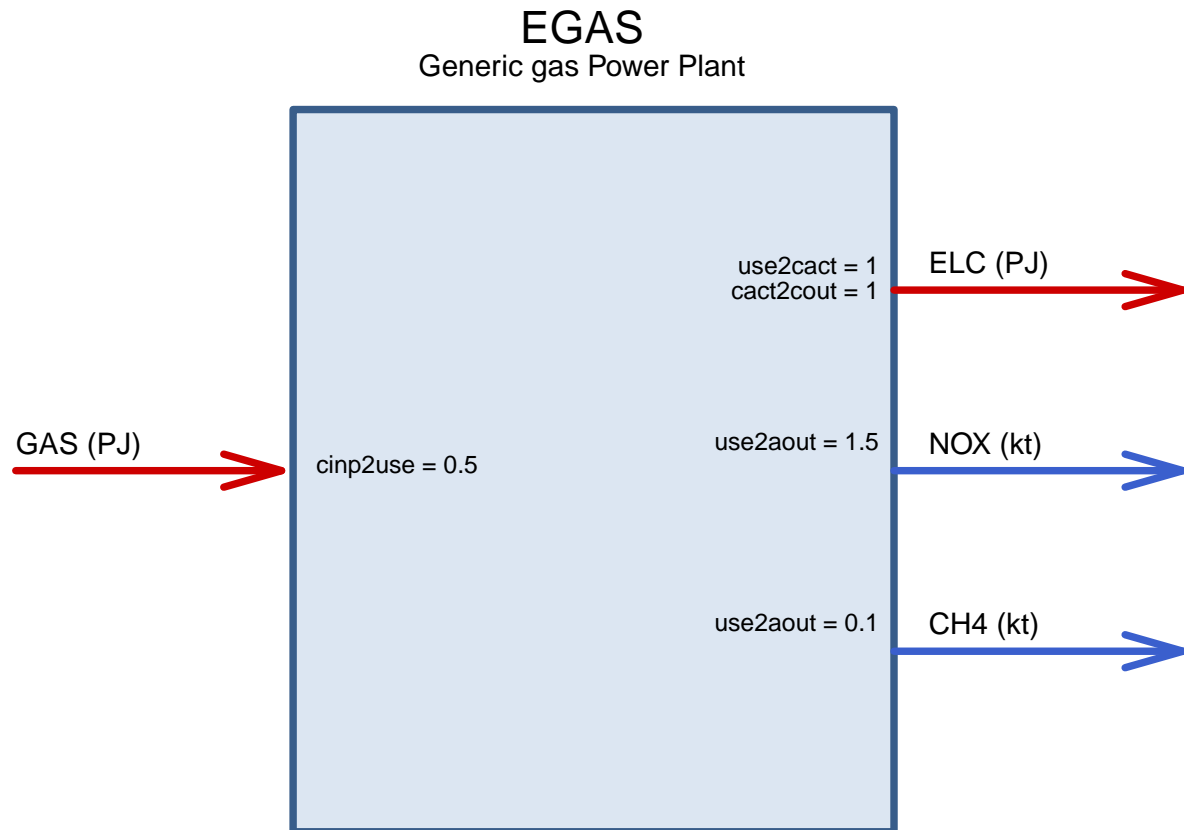 EGAS
Generic gas Power Plant
use2cact = 1
cact2cout = 1
ELC (PJ)
GAS (PJ)
cinp2use = 0.5
use2aout = 1.5
NOX (kt)
use2aout = 0.1
CH4 (kt)